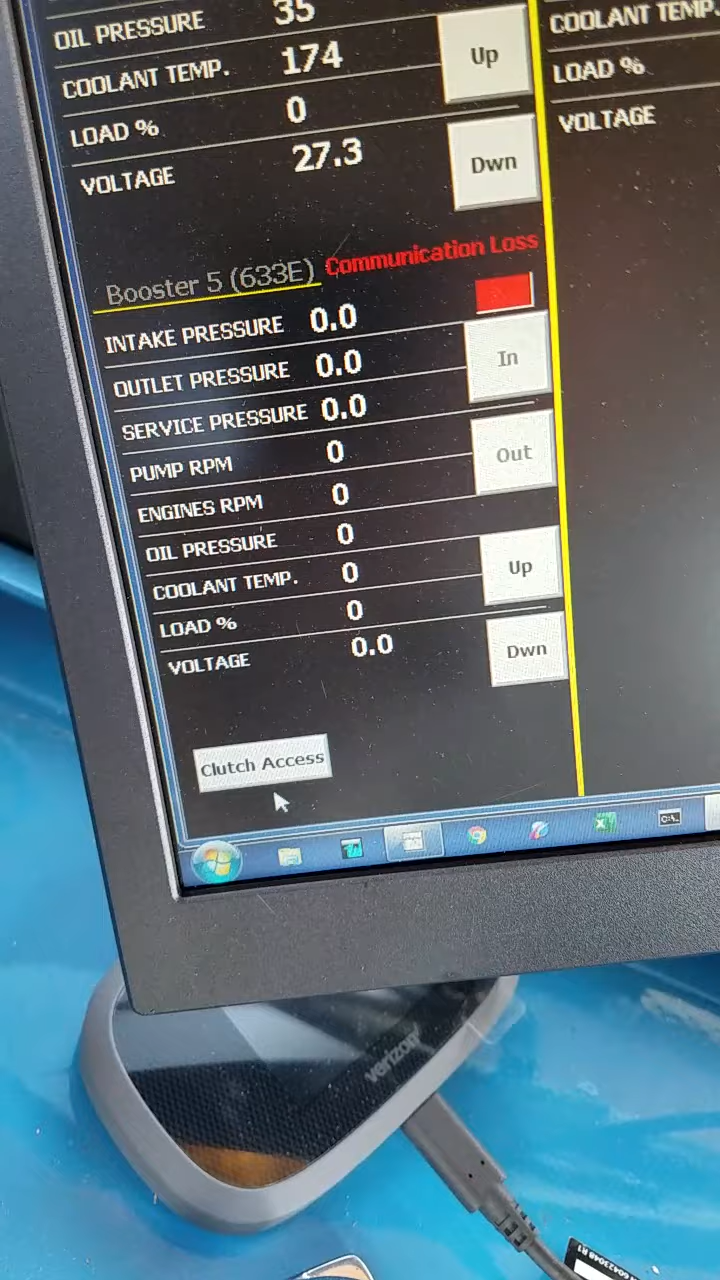 OIL PRESSURE 35
COOLANT TEMP. 174
LOAD % 0
VOLTAGE 27.3
Up
Dwn
COOLANT TEMP.
LOAD %
VOLTAGE
Booster 5 (633E) Communication Loss
INTAKE PRESSURE 0.0
OUTLET PRESSURE 0.0
SERVICE PRESSURE 0.0
PUMP RPM 0
ENGINES RPM 0
OIL PRESSURE 0
COOLANT TEMP. 0
LOAD % 0
VOLTAGE 0.0
In
Out
Up
Dwn
Clutch Access
C:\.
verizon